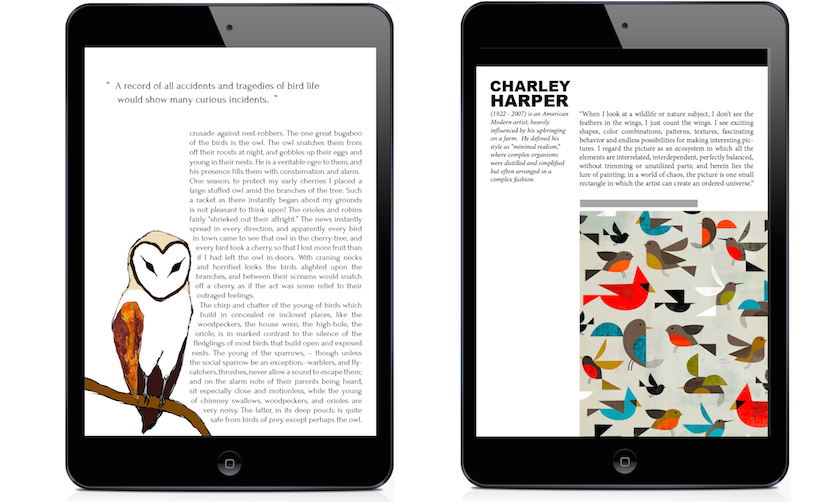 “ A record of all accidents and tragedies of bird life
would show many curious incidents. ”
crusade against nest-robbers. The one great bugaboo
of the birds is the owl. The owl snatches them from
off their roosts at night, and gobbles up their eggs and
young in their nests. He is a veritable ogre to them, and
his presence fills them with consternation and alarm.
One season, to protect my early cherries I placed a
large stuffed owl amid the branches of the tree. Such
a racket as there instantly began about my grounds
is not pleasant to think upon! The orioles and robins
fairly “shrieked out their affright.” The news instantly
spread in every direction, and apparently every bird
in town came to see that owl in the cherry-tree, and
every bird took a cherry, so that I lost more fruit than
if I had left the owl in-doors. With craning necks
and horrified looks the birds alighted upon the
branches, and between their screams would snatch
off a cherry, as if the act was some relief to their
outraged feelings.
The chirp and chatter of the young of birds which
build in concealed or inclosed places, like the
woodpeckers, the house wren, the high-hole, the
oriole, is in marked contrast to the silence of the
fledglings of most birds that build open and exposed
nests. The young of the sparrows, – though unless
the social sparrow be an exception,–warblers, and fly-
catchers, thrushes, never allow a sound to escape them;
and on the alarm note of their parents being heard,
sit especially close and motionless, while the young
of chimney swallows, woodpeckers, and orioles are
very noisy. The latter, in its deep pouch, is quite
safe from birds of prey, except perhaps the owl.
CHARLEY
HARPER
(1922 - 2007) is an American
Modern artist, heavily
influenced by his upbringing
on a farm. He defined his
style as “minimal realism,”
where complex organisms
were distilled and simplified
but often arranged in a
complex fashion.
“When I look at a wildlife or nature subject, I don’t see the
feathers in the wings, I just count the wings. I see exciting
shapes, color combinations, patterns, textures, fascinating
behavior and endless possibilities for making interesting pic-
tures. I regard the picture as an ecosystem in which all the
elements are interrelated, interdependent, perfectly balanced,
without trimming or unutilized parts; and herein lies the
lure of painting; in a world of chaos, the picture is one small
rectangle in which the artist can create an ordered universe.”